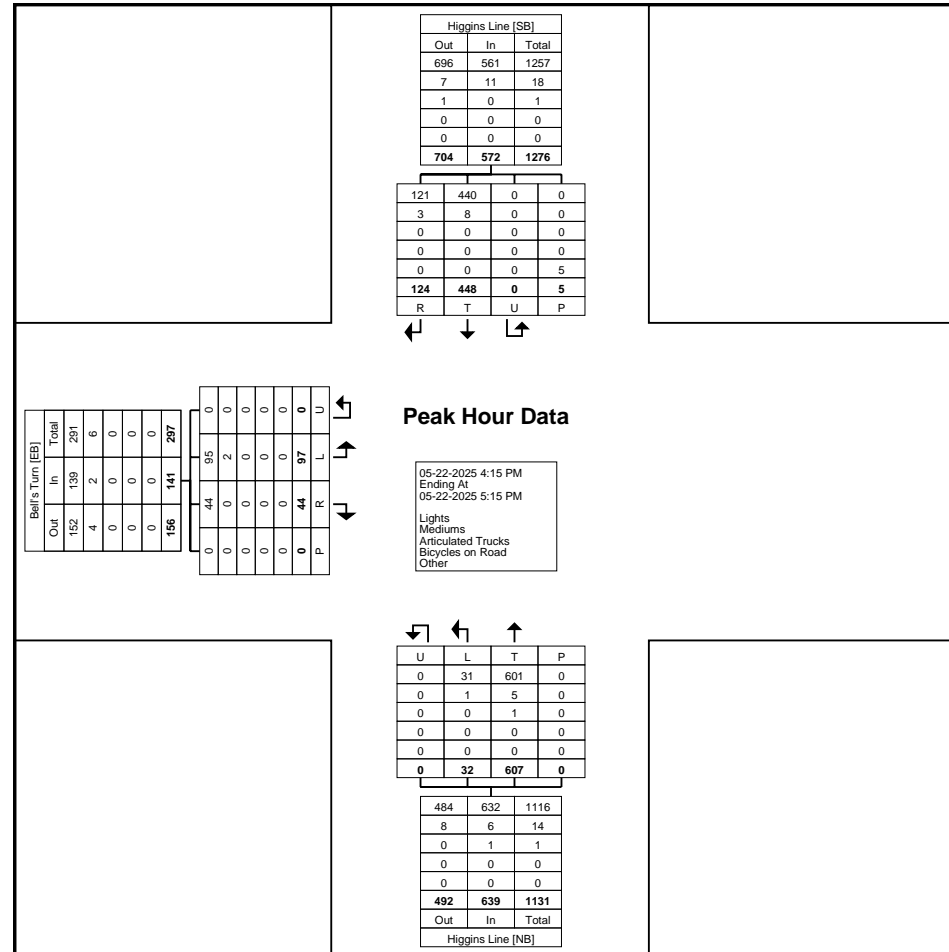 Higgins Line [SB]
Out In Total
696 561 1257
7 11 18
1 0 1
0 0 0
0 0 0
704 572 1276
121 440 0 0
3 8 0 0
0 0 0 0
0 0 0 0
0 0 0 5
124 448 0 5
R T U P
Bell's Turn [EB]
Out In Total
152 139 291
4 2 6
0 0 0
0 0 0
0 0 0
156 141 297
0 44 95 0
0 0 2 0
0 0 0 0
0 0 0 0
0 0 0 0
0 44 97 0
P R L U
Peak Hour Data
05-22-2025 4:15 PM
Ending At
05-22-2025 5:15 PM
Lights
Mediums
Articulated Trucks
Bicycles on Road
Other
U L T P
0 31 601 0
0 1 5 0
0 0 1 0
0 0 0 0
0 0 0 0
0 32 607 0
484 632 1116
8 6 14
0 1 1
0 0 0
0 0 0
492 639 1131
Out In Total
Higgins Line [NB]